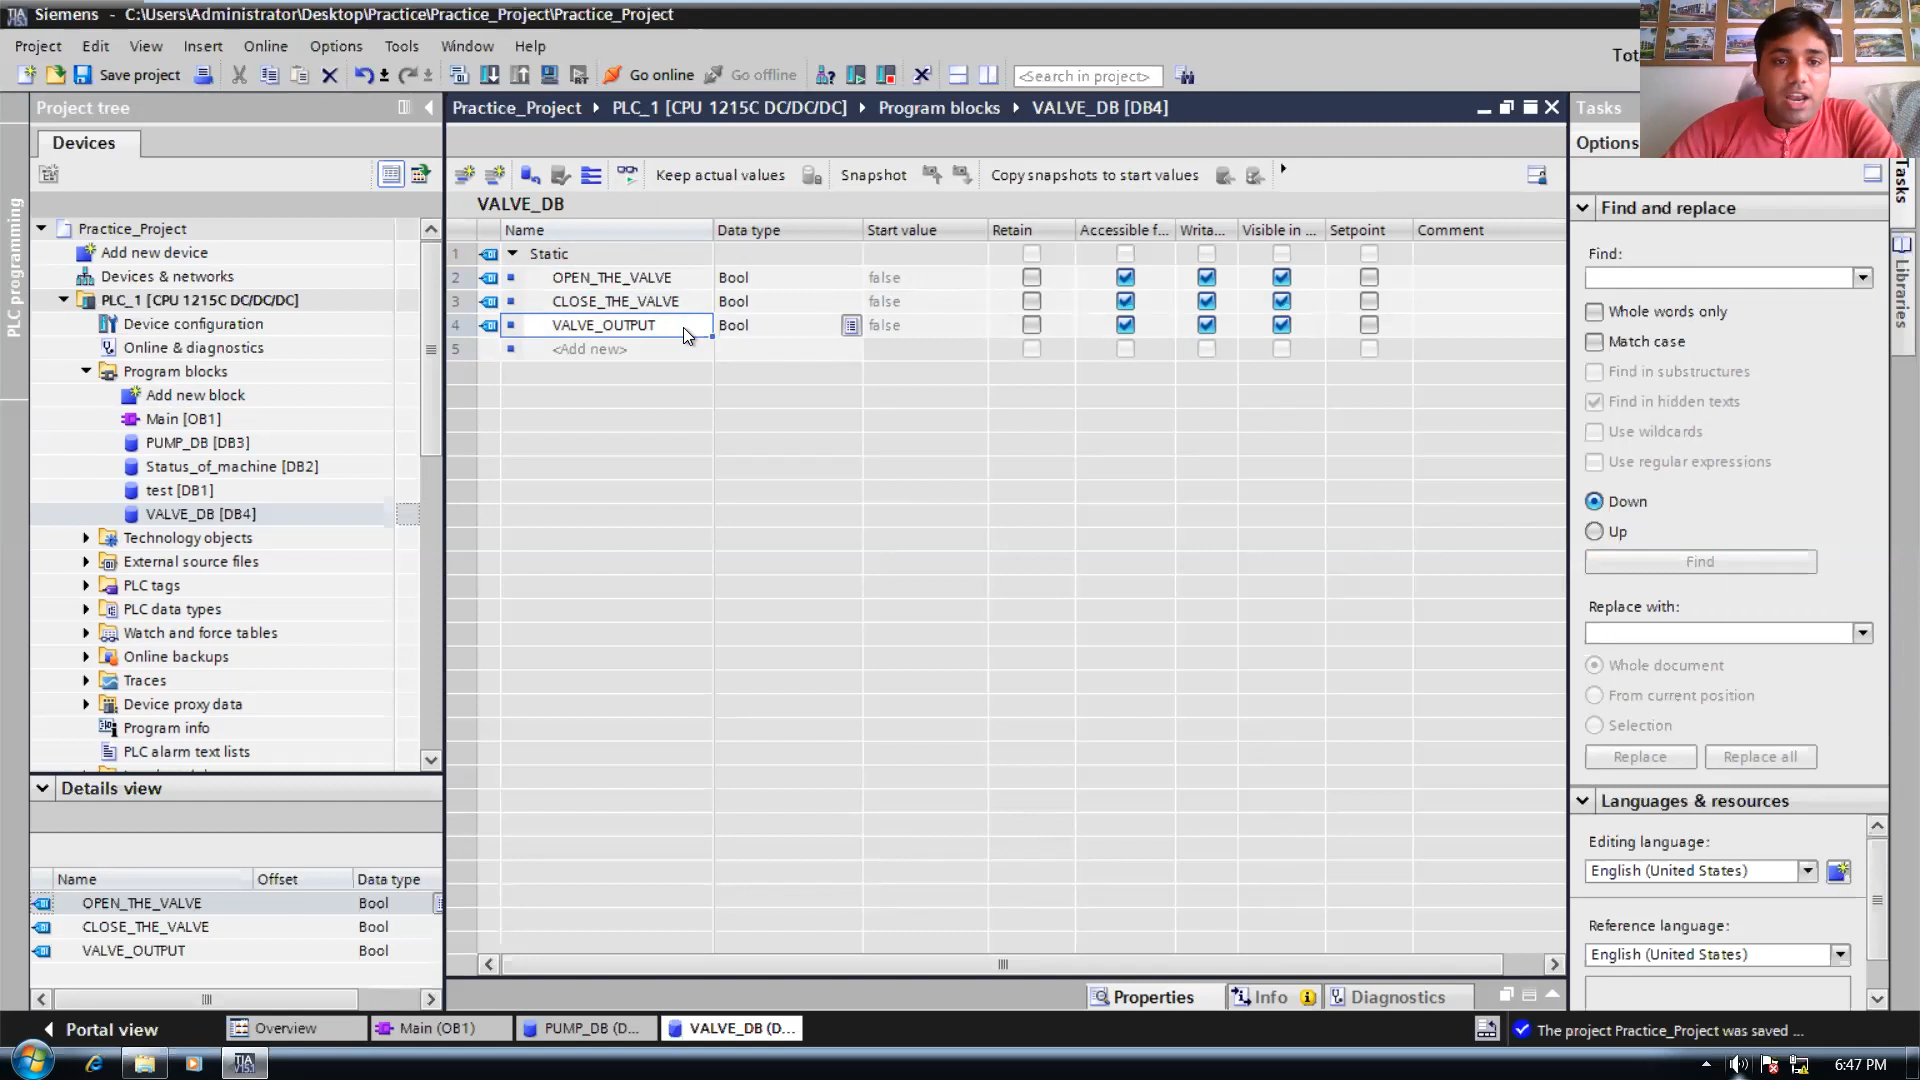 Siemens - C:\Users\Administrator\Desktop\Practice\Practice_Project\Practice_Project
Project Edit View Insert Online Options Tools Window Help
Save project Go online Go offline <Search in project>
Tot
Project tree
Practice_Project PLC_1 [CPU 1215C DC/DC/DC] Program blocks VALVE_DB [DB4]
Tasks
Devices
Options
Keep actual values Snapshot Copy snapshots to start values
PLC programming
Practice_Project
Add new device
Devices & networks
PLC_1 [CPU 1215C DC/DC/DC]
Device configuration
Online & diagnostics
Program blocks
Add new block
Main [OB1]
PUMP_DB [DB3]
Status_of_machine [DB2]
test [DB1]
VALVE_DB [DB4]
Technology objects
External source files
PLC tags
PLC data types
Watch and force tables
Online backups
Traces
Device proxy data
Program info
PLC alarm text lists
VALVE_DB
Name Data type Start value Retain Accessible f... Writa... Visible in ... Setpoint Comment
1 Static
2 OPEN_THE_VALVE Bool false
3 CLOSE_THE_VALVE Bool false
4 VALVE_OUTPUT Bool false
5 <Add new>
Find and replace
Find:
Whole words only
Match case
Find in substructures
Find in hidden texts
Use wildcards
Use regular expressions
Down
Up
Find
Replace with:
Whole document
From current position
Selection
Replace Replace all
Languages & resources
Editing language:
English (United States)
Reference language:
English (United States)
Tasks
Libraries
Details view
Name Offset Data type
OPEN_THE_VALVE Bool
CLOSE_THE_VALVE Bool
VALVE_OUTPUT Bool
Properties Info Diagnostics
Portal view Overview Main (OB1) PUMP_DB (D... VALVE_DB (D... The project Practice_Project was saved ...
6:47 PM